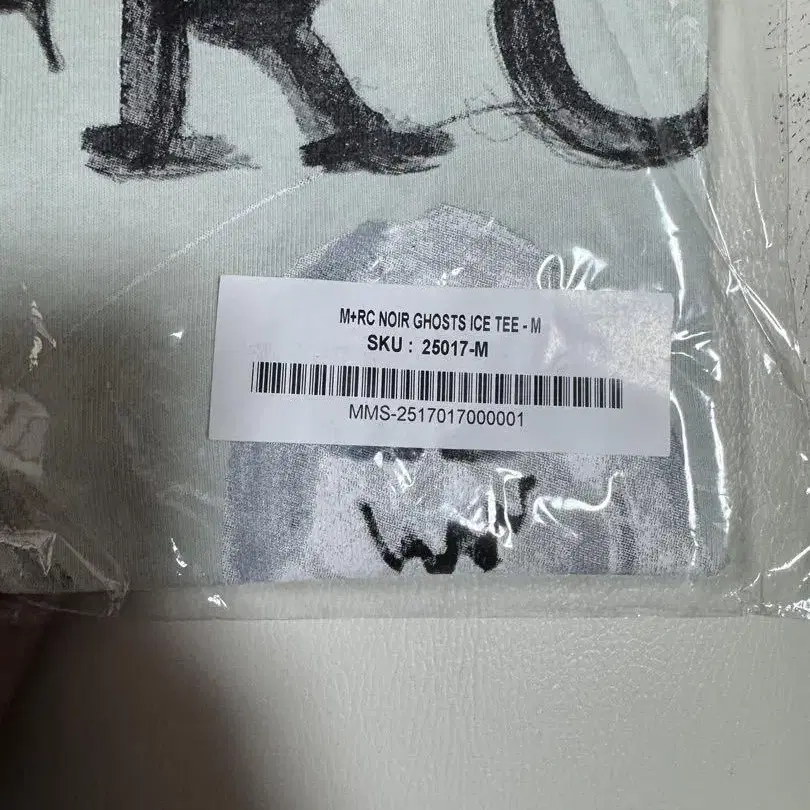 M+RC NOIR GHOSTS ICE TEE - M
SKU : 25017-M
MMS-2517017000001